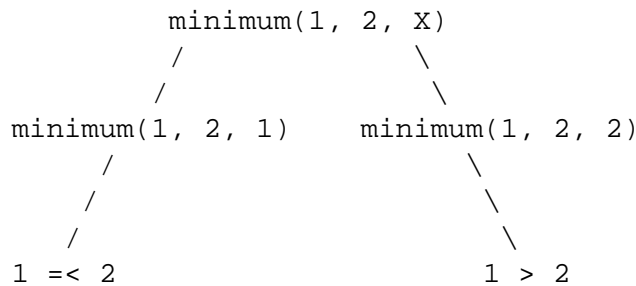 minimum(1, 2, X)
/ \
/ \
minimum(1, 2, 1) minimum(1, 2, 2)
/ \
/ \
/ \
1 =< 2 1 > 2